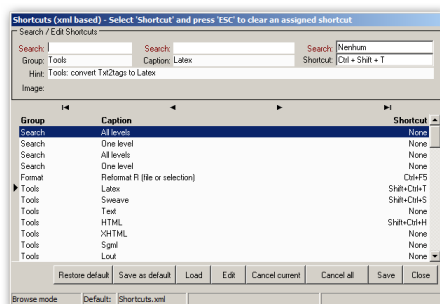 Shortcuts (xml based) - Select 'Shortcut' and press 'ESC' to clear an assigned shortcut
Search / Edit Shortcuts
Search: Search: Search: Nenhum
Group: Tools Caption: Latex Shortcut: Ctrl + Shift + T
Hint: Tools: convert Txt2tags to Latex
Image:
Group Caption Shortcut
Search All levels None
Search One level None
Search All levels None
Search One level None
Format Reformat R (file or selection) Ctrl+F5
Tools Latex Shift+Ctrl+T
Tools Sweave Shift+Ctrl+S
Tools Text None
Tools HTML Shift+Ctrl+H
Tools XHTML None
Tools Sgml None
Tools Lout None
Restore default Save as default Load Edit Cancel current Cancel all Save Close
Browse mode Default: Shortcuts.xml